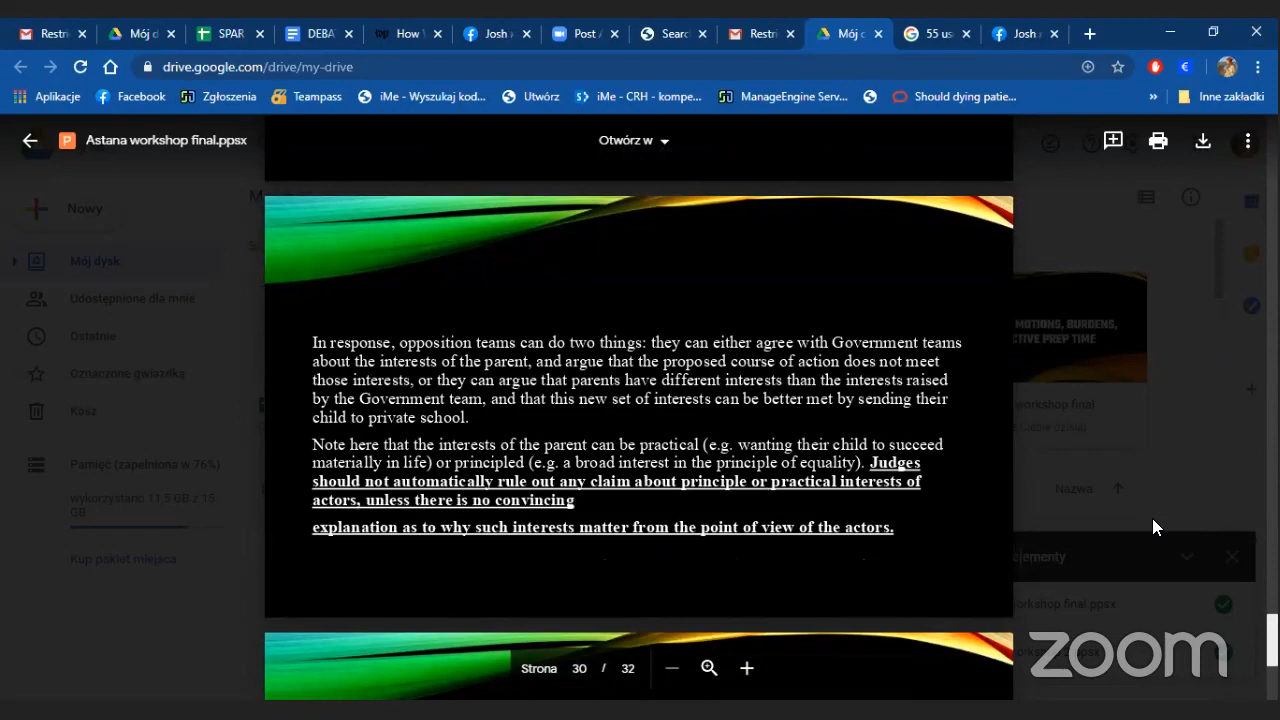 Restri
Mój d
SPAR
DEBA
top How
Josh
Post
Searc
Restri
Mój d
55 us
Josh
drive.google.com/drive/my-drive
Aplikacje
Facebook
Zgłoszenia
Teampass
iMe - Wyszukaj kod...
Utwórz
iMe - CRH - kompe...
ManageEngine Serv...
Should dying patie...
»
Inne zakładki
Astana workshop final.ppsx
Otwórz w
Nowy
Mój dysk
Udostępnione dla mnie
Ostatnie
Oznaczone gwiazdką
Kosz
Pamięć (zapełniona w 76%)
wykorzystano 11,5 GB z 15
GB
Kup pakiet miejsca
In response, opposition teams can do two things: they can either agree with Government teams
about the interests of the parent, and argue that the proposed course of action does not meet
those interests, or they can argue that parents have different interests than the interests raised
by the Government team, and that this new set of interests can be better met by sending their
child to private school.
Note here that the interests of the parent can be practical (e.g. wanting their child to succeed
materially in life) or principled (e.g. a broad interest in the principle of equality). Judges
should not automatically rule out any claim about principle or practical interests of
actors, unless there is no convincing
explanation as to why such interests matter from the point of view of the actors.
MOTIONS, BURDENS,
CTIVE PREP TIME
orkshop final
Nazwa
elementy
orkshop final.ppsx
Strona 30 / 32
zoom